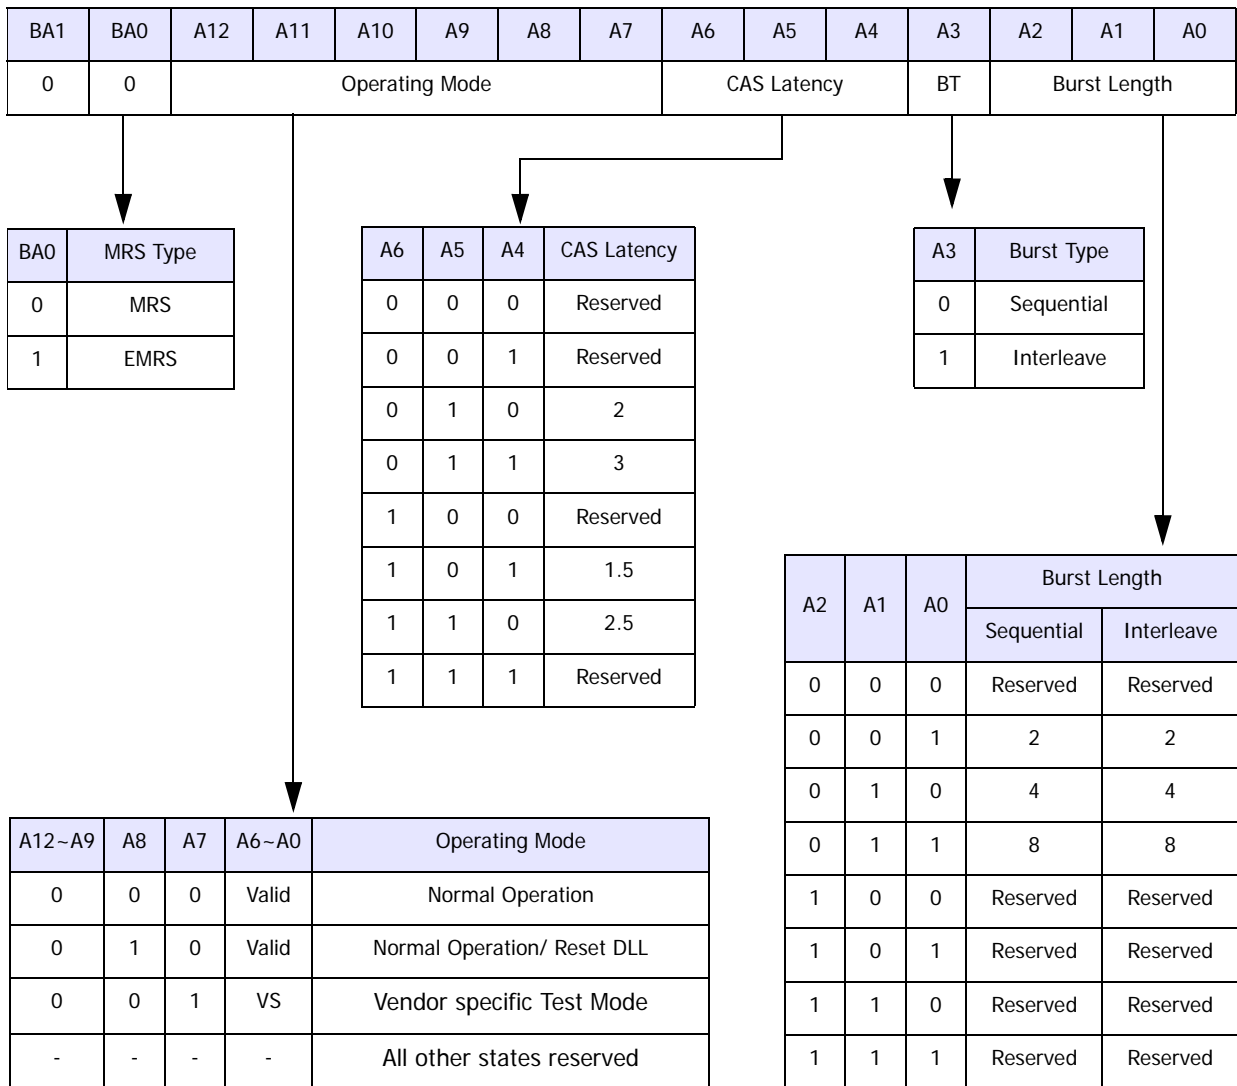 BA1 BA0 A12 A11 A10 A9 A8 A7 A6 A5 A4 A3 A2 A1 A0
0 0 Operating Mode CAS Latency BT Burst Length
BA0 MRS Type
0 MRS
1 EMRS
A6 A5 A4 CAS Latency
0 0 0 Reserved
0 0 1 Reserved
0 1 0 2
0 1 1 3
1 0 0 Reserved
1 0 1 1.5
1 1 0 2.5
1 1 1 Reserved
A3 Burst Type
0 Sequential
1 Interleave
A2 A1 A0 Burst Length
Sequential Interleave
0 0 0 Reserved Reserved
0 0 1 2 2
0 1 0 4 4
0 1 1 8 8
1 0 0 Reserved Reserved
1 0 1 Reserved Reserved
1 1 0 Reserved Reserved
1 1 1 Reserved Reserved
A12~A9 A8 A7 A6~A0 Operating Mode
0 0 0 Valid Normal Operation
0 1 0 Valid Normal Operation/ Reset DLL
0 0 1 VS Vendor specific Test Mode
- - - - All other states reserved